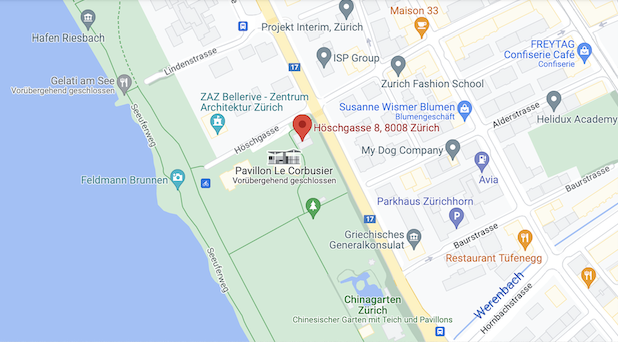 Hafen Riesbach
Projekt Interim, Zürich
Maison 33
ISP Group
FREYTAG
Confiserie Café
Confiserie
Lindenstrasse
17
Gelati am See
Vorübergehend geschlossen
Zurich Fashion School
ZAZ Bellerive - Zentrum
Architektur Zürich
Susanne Wismer Blumen
Blumengeschäft
Alderstrasse
Helidux Academy
Seeuferweg
Höschgasse
Höschgasse 8, 8008 Zürich
My Dog Company
Avia
Pavillon Le Corbusier
Vorübergehend geschlossen
Feldmann Brunnen
Baurstrasse
Parkhaus Zürichhorn
P
17
Griechisches
Generalkonsulat
Baurstrasse
Restaurant Tüfenegg
Seeuferweg
Werenbach
Hornbachstrasse
Chinagarten
Zürich
Chinesischer Garten mit Teich und Pavillons